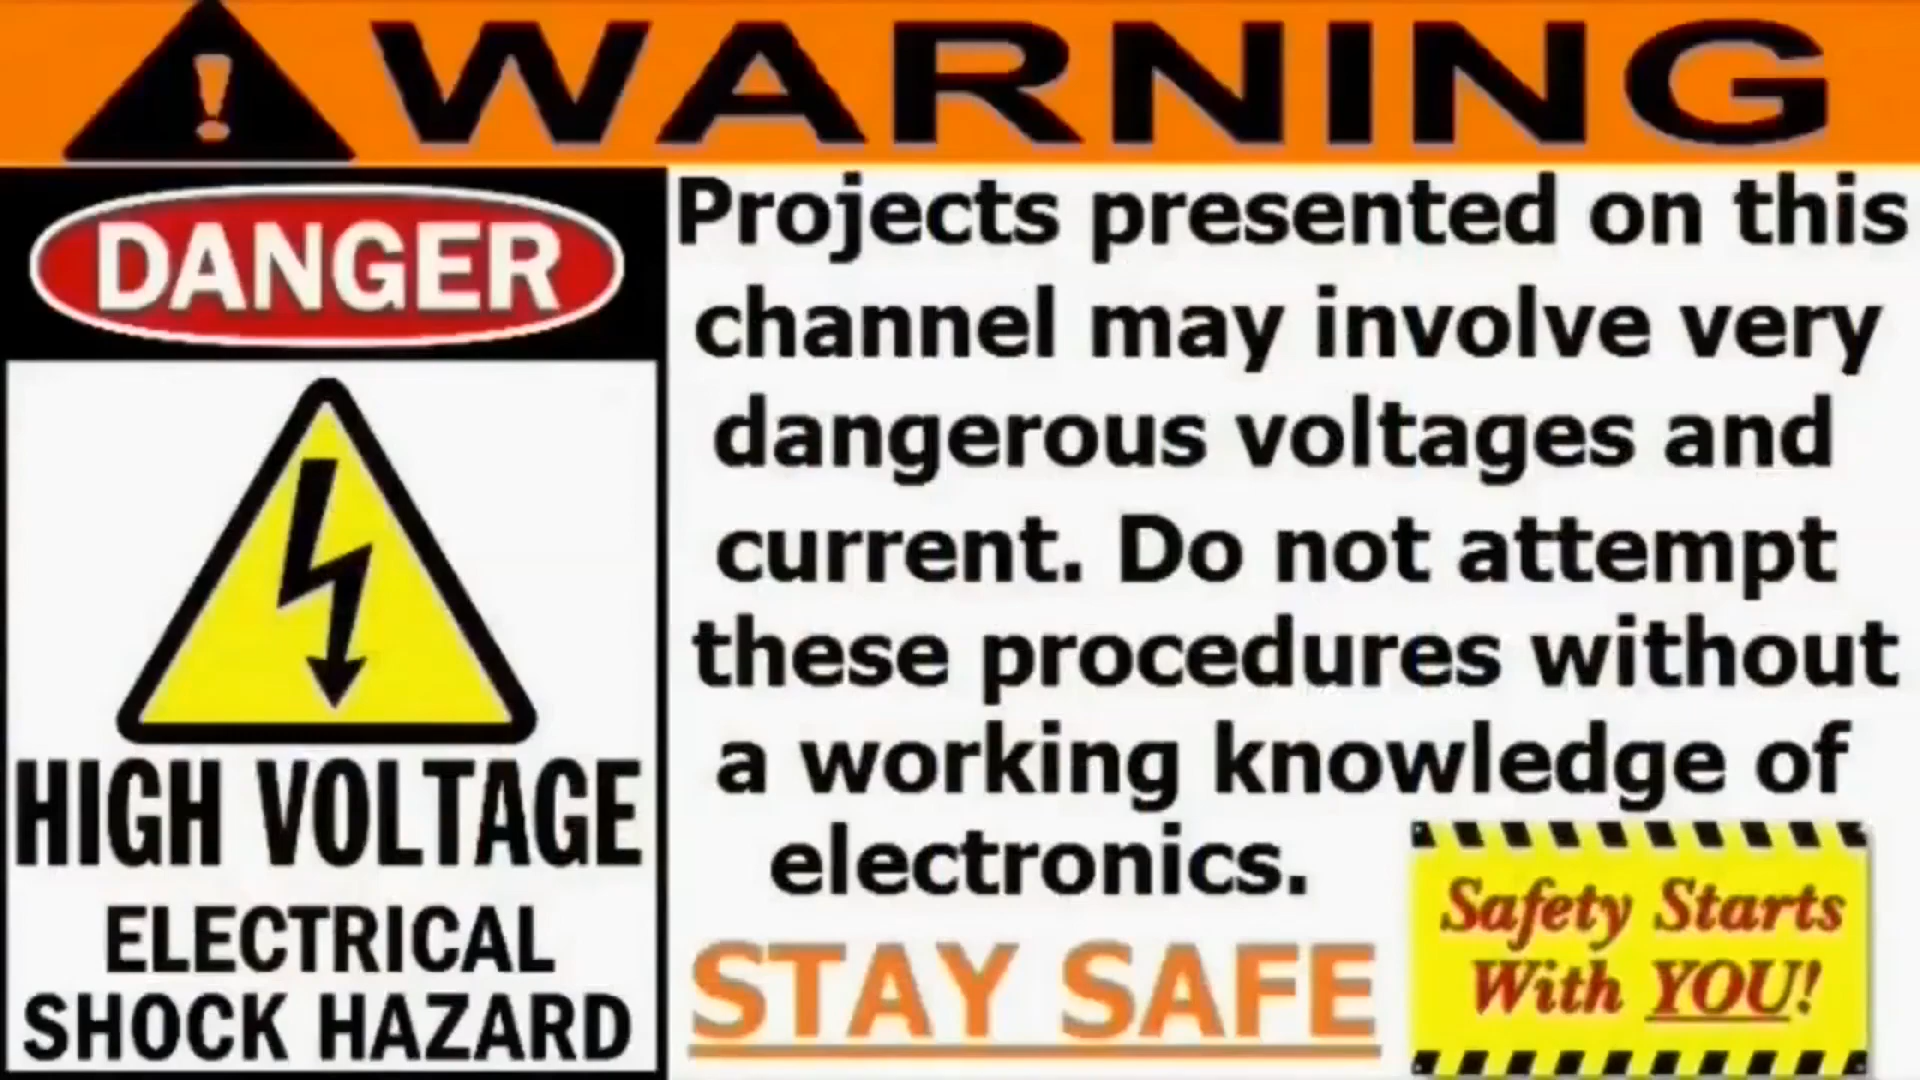 WARNING
DANGER
HIGH VOLTAGE
ELECTRICAL
SHOCK HAZARD
Projects presented on this
channel may involve very
dangerous voltages and
current. Do not attempt
these procedures without
a working knowledge of
electronics.
STAY SAFE
Safety Starts
With YOU!